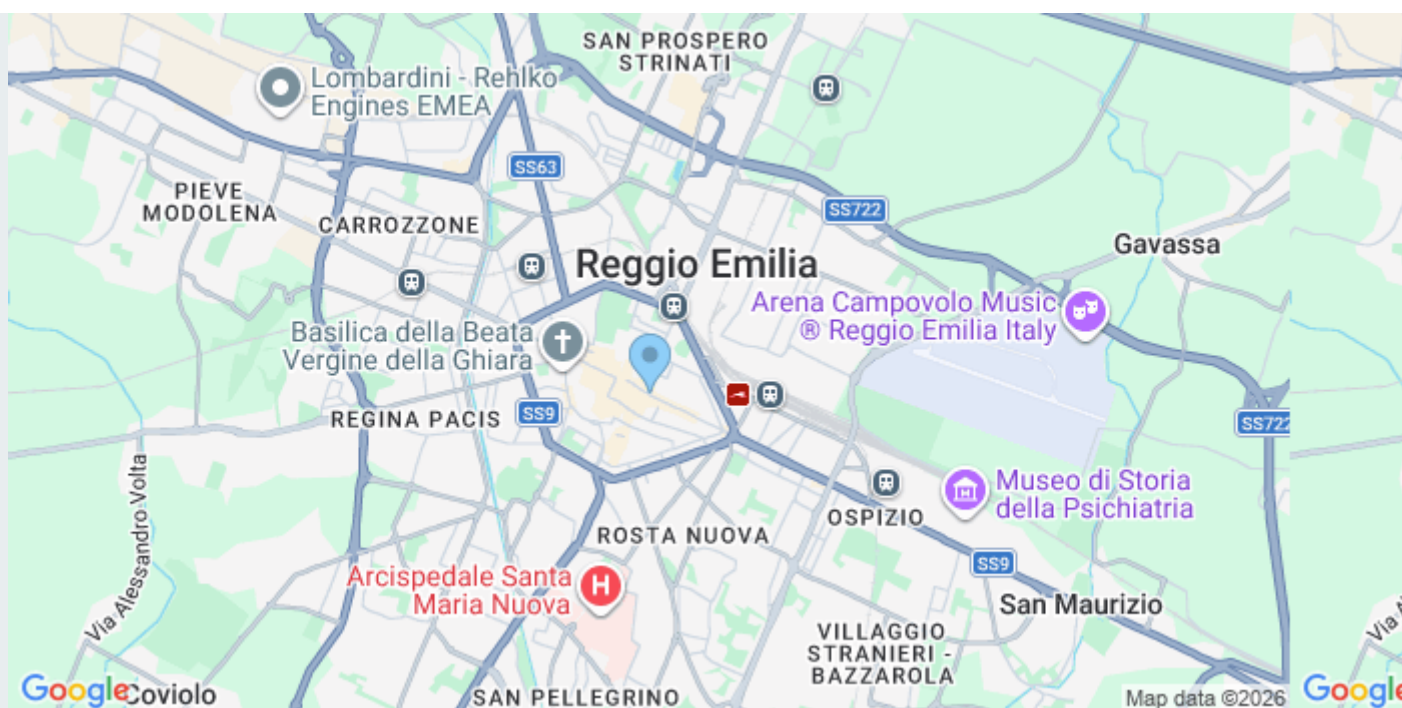 SAN PROSPERO
STRINATI
Lombardini - Rehlko
Engines EMEA
SS63
PIEVE
MODOLENA
CARROZZONE
SS722
Gavassa
Reggio Emilia
Arena Campovolo Music
® Reggio Emilia Italy
Basilica della Beata
Vergine della Ghiara
REGINA PACIS
SS9
SS722
Via Alessandro Volta
Museo di Storia
della Psichiatria
OSPIZIO
ROSTA NUOVA
SS9
Arcispedale Santa
Maria Nuova
H
San Maurizio
VILLAGGIO
STRANIERI -
BAZZAROLA
Via
Google
Coviolo
SAN PELLEGRINO
Map data ©2026
Google